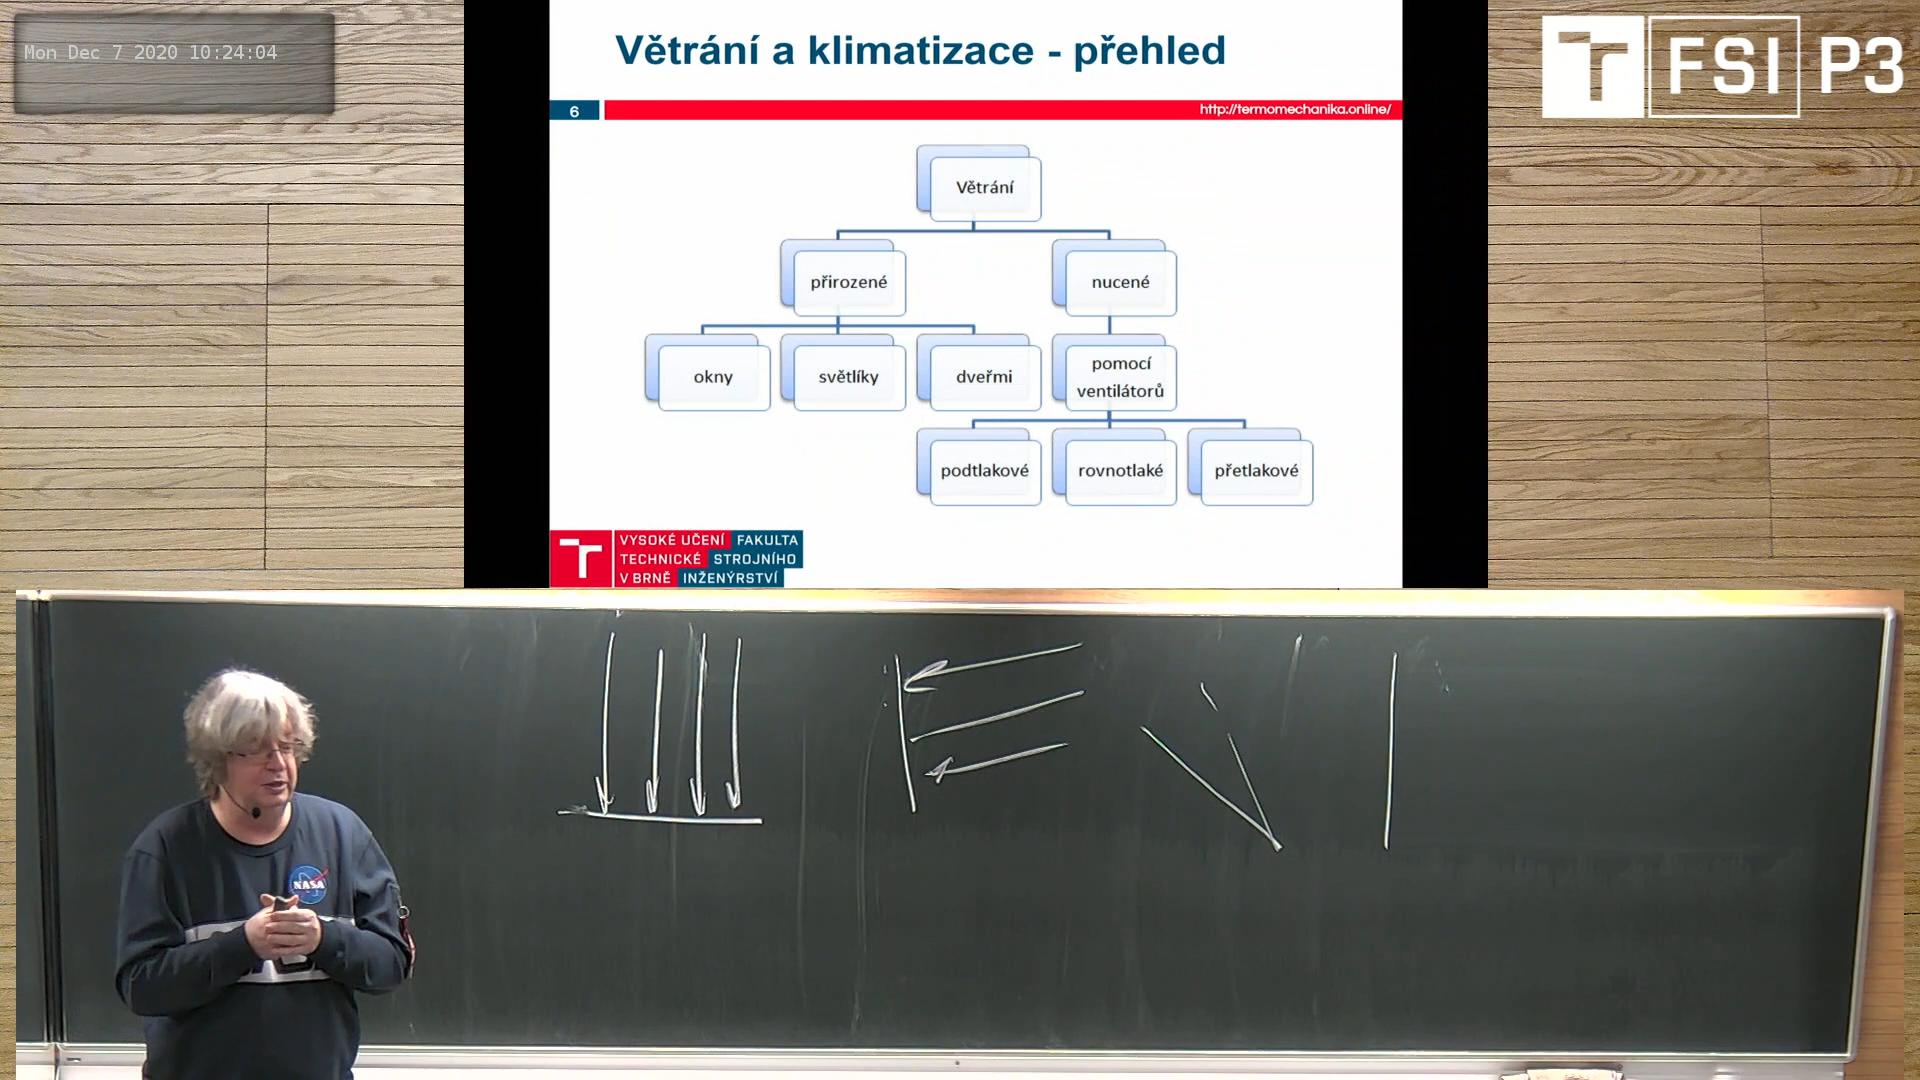 Mon Dec 7 2020 10:24:04
Větrání a klimatizace - přehled
6
http://termomechanika.online/
Větrání
přirozené
nucené
okny
světlíky
dveřmi
pomocí
ventilátorů
podtlakové
rovnotlaké
přetlakové
VYSOKÉ UČENÍ FAKULTA
TECHNICKÉ STROJNÍHO
V BRNĚ INŽENÝRSTVÍ
FSI P3
NASA